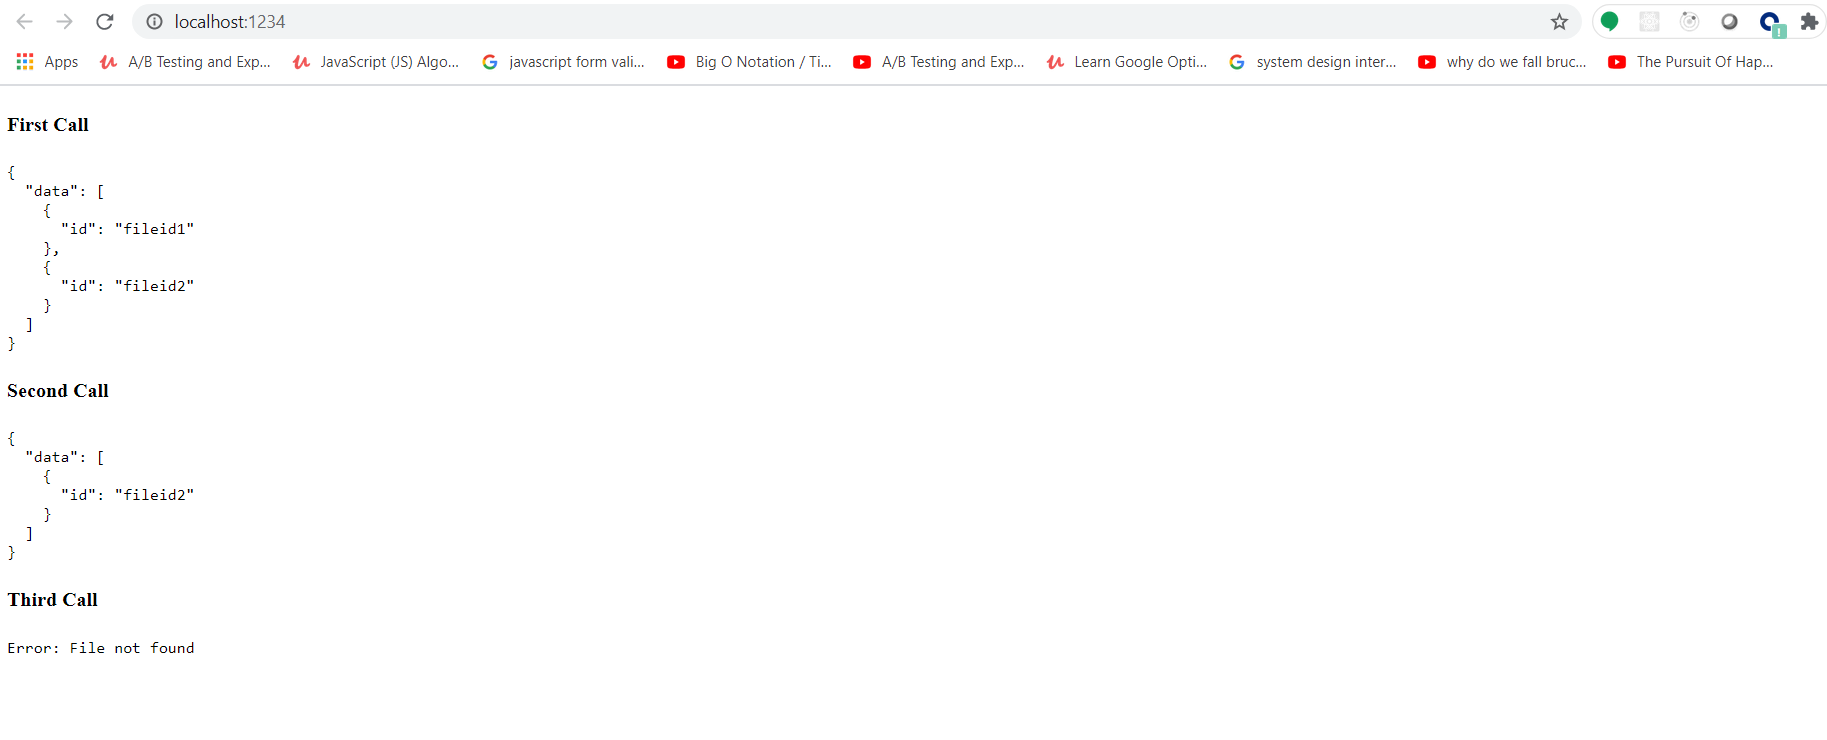 localhost:1234
Apps A/B Testing and Exp... JavaScript (JS) Algo... javascript form vali... Big O Notation / Ti... A/B Testing and Exp... Learn Google Opti... system design inter... why do we fall bruc... The Pursuit Of Hap...
First Call
{
  "data": [
    {
      "id": "fileid1"
    },
    {
      "id": "fileid2"
    }
  ]
}
Second Call
{
  "data": [
    {
      "id": "fileid2"
    }
  ]
}
Third Call
Error: File not found